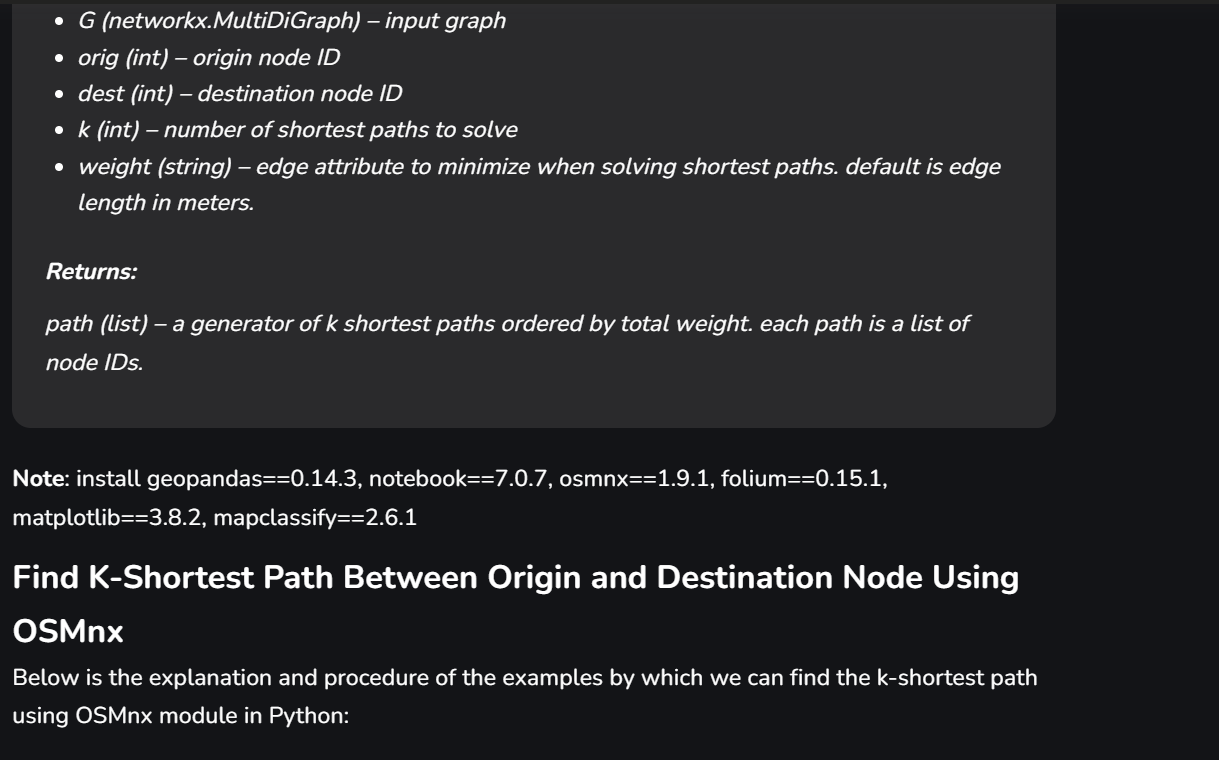 • G (networkx.MultiDiGraph) – input graph
• orig (int) – origin node ID
• dest (int) – destination node ID
• k (int) – number of shortest paths to solve
• weight (string) – edge attribute to minimize when solving shortest paths. default is edge
length in meters.
Returns:
path (list) – a generator of k shortest paths ordered by total weight. each path is a list of
node IDs.
Note: install geopandas==0.14.3, notebook==7.0.7, osmnx==1.9.1, folium==0.15.1,
matplotlib==3.8.2, mapclassify==2.6.1
Find K-Shortest Path Between Origin and Destination Node Using
OSMnx
Below is the explanation and procedure of the examples by which we can find the k-shortest path
using OSMnx module in Python: